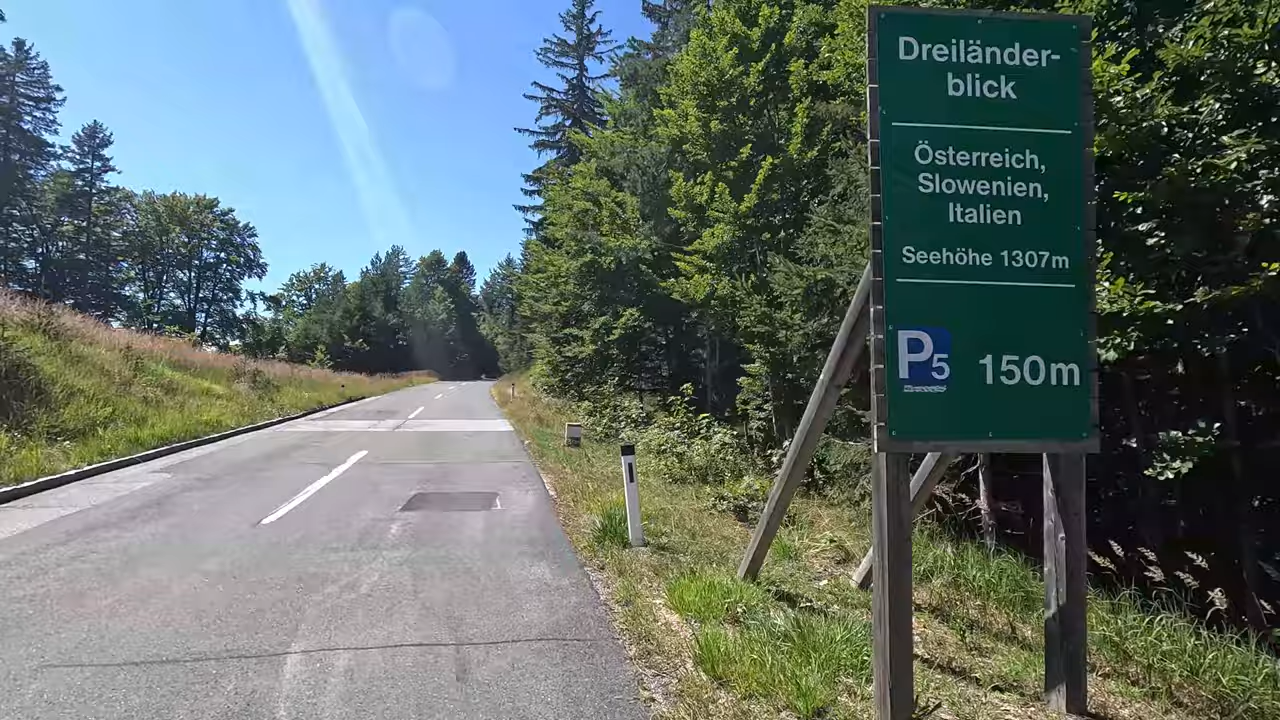 Dreiländer-
blick
Österreich,
Slowenien,
Italien
Seehöhe 1307m
P5 150m